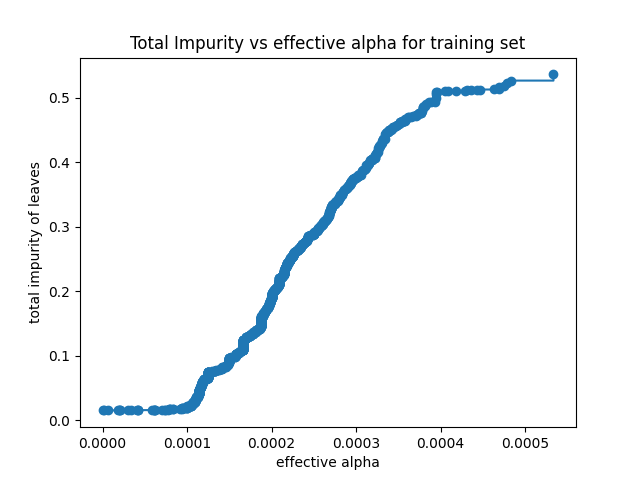 Total Impurity vs effective alpha for training set
total impurity of leaves
0.5
0.4
0.3
0.2
0.1
0.0
0.0000 0.0001 0.0002 0.0003 0.0004 0.0005
effective alpha